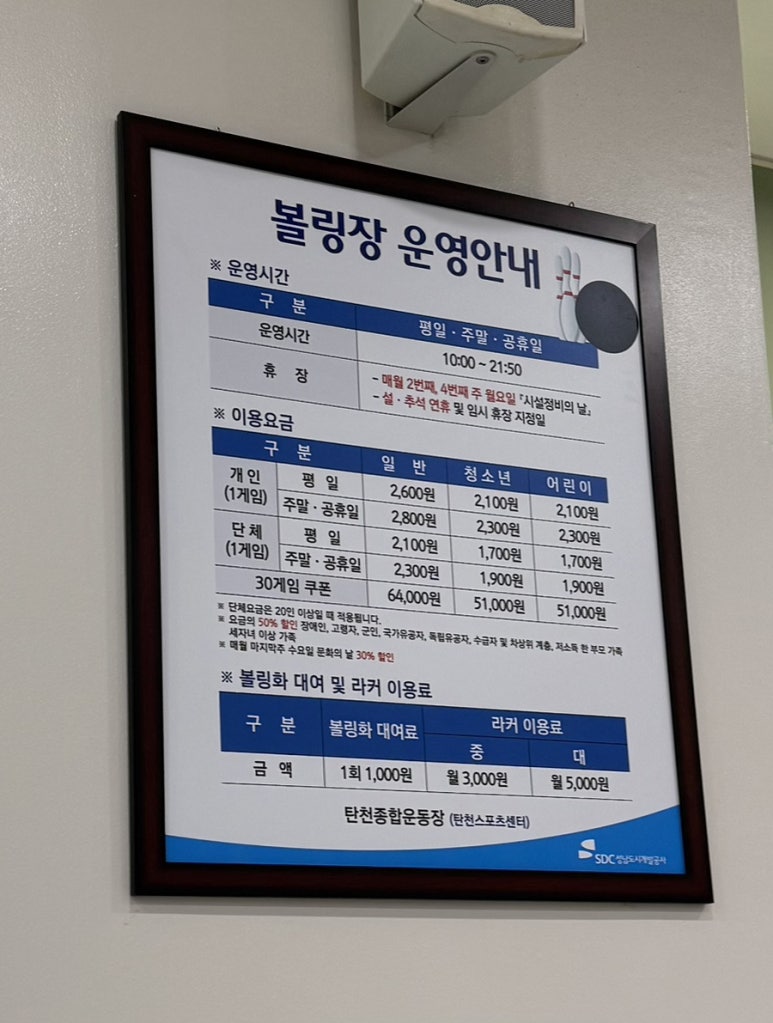 볼링장 운영안내
※ 운영시간
구 분 평일 · 주말 · 공휴일
운영시간 10:00 ~ 21:50
휴 장 - 매월 2번째, 4번째 주 월요일 『시설정비의 날』
- 설 · 추석 연휴 및 임시 휴장 지정일
※ 이용요금
구 분 일 반 청소년 어린이
개 인 (1게임) 평 일 2,600원 2,100원 2,100원
주말 · 공휴일 2,800원 2,300원 2,300원
단 체 (1게임) 평 일 2,100원 1,700원 1,700원
주말 · 공휴일 2,300원 1,900원 1,900원
30게임 쿠폰 64,000원 51,000원 51,000원
※ 단체요금은 20인 이상일 때 적용됩니다.
※ 요금의 50% 할인 장애인, 고령자, 군인, 국가유공자, 독립유공자, 수급자 및 차상위 계층, 저소득 한 부모 가족
세자녀 이상 가족
※ 매월 마지막주 수요일 문화의 날 30% 할인
※ 볼링화 대여 및 라커 이용료
구 분 볼링화 대여료 라커 이용료
중 대
금 액 1회 1,000원 월 3,000원 월 5,000원
탄천종합운동장 (탄천스포츠센터)
SDC 성남도시개발공사